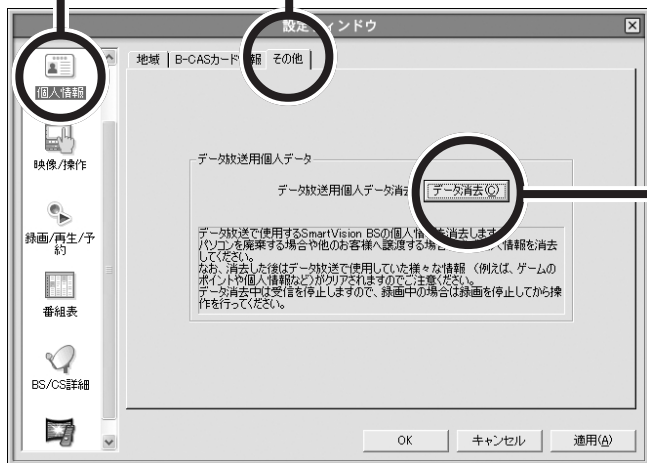 設定 ィンドウ
個人情報
映像/操作
録画/再生/予
約
番組表
BS/CS詳細
地域
B-CASカード 報
その他
データ放送用個人データ
データ放送用個人データ消去
データ消去(C)
データ放送で使用するSmartVision BSの個人情 を消去します
パソコンを廃棄する場合や他のお客様へ譲渡する場合 情報を消去
してください。
なお、消去した後はデータ放送で使用していた様々な情報 (例えば、ゲームの
ポイントや個人情報など)がクリアされますのでご注意ください。
データ消去中は受信を停止しますので、録画中の場合は録画を停止してから操
作を行ってください。
OK
キャンセル
適用(A)